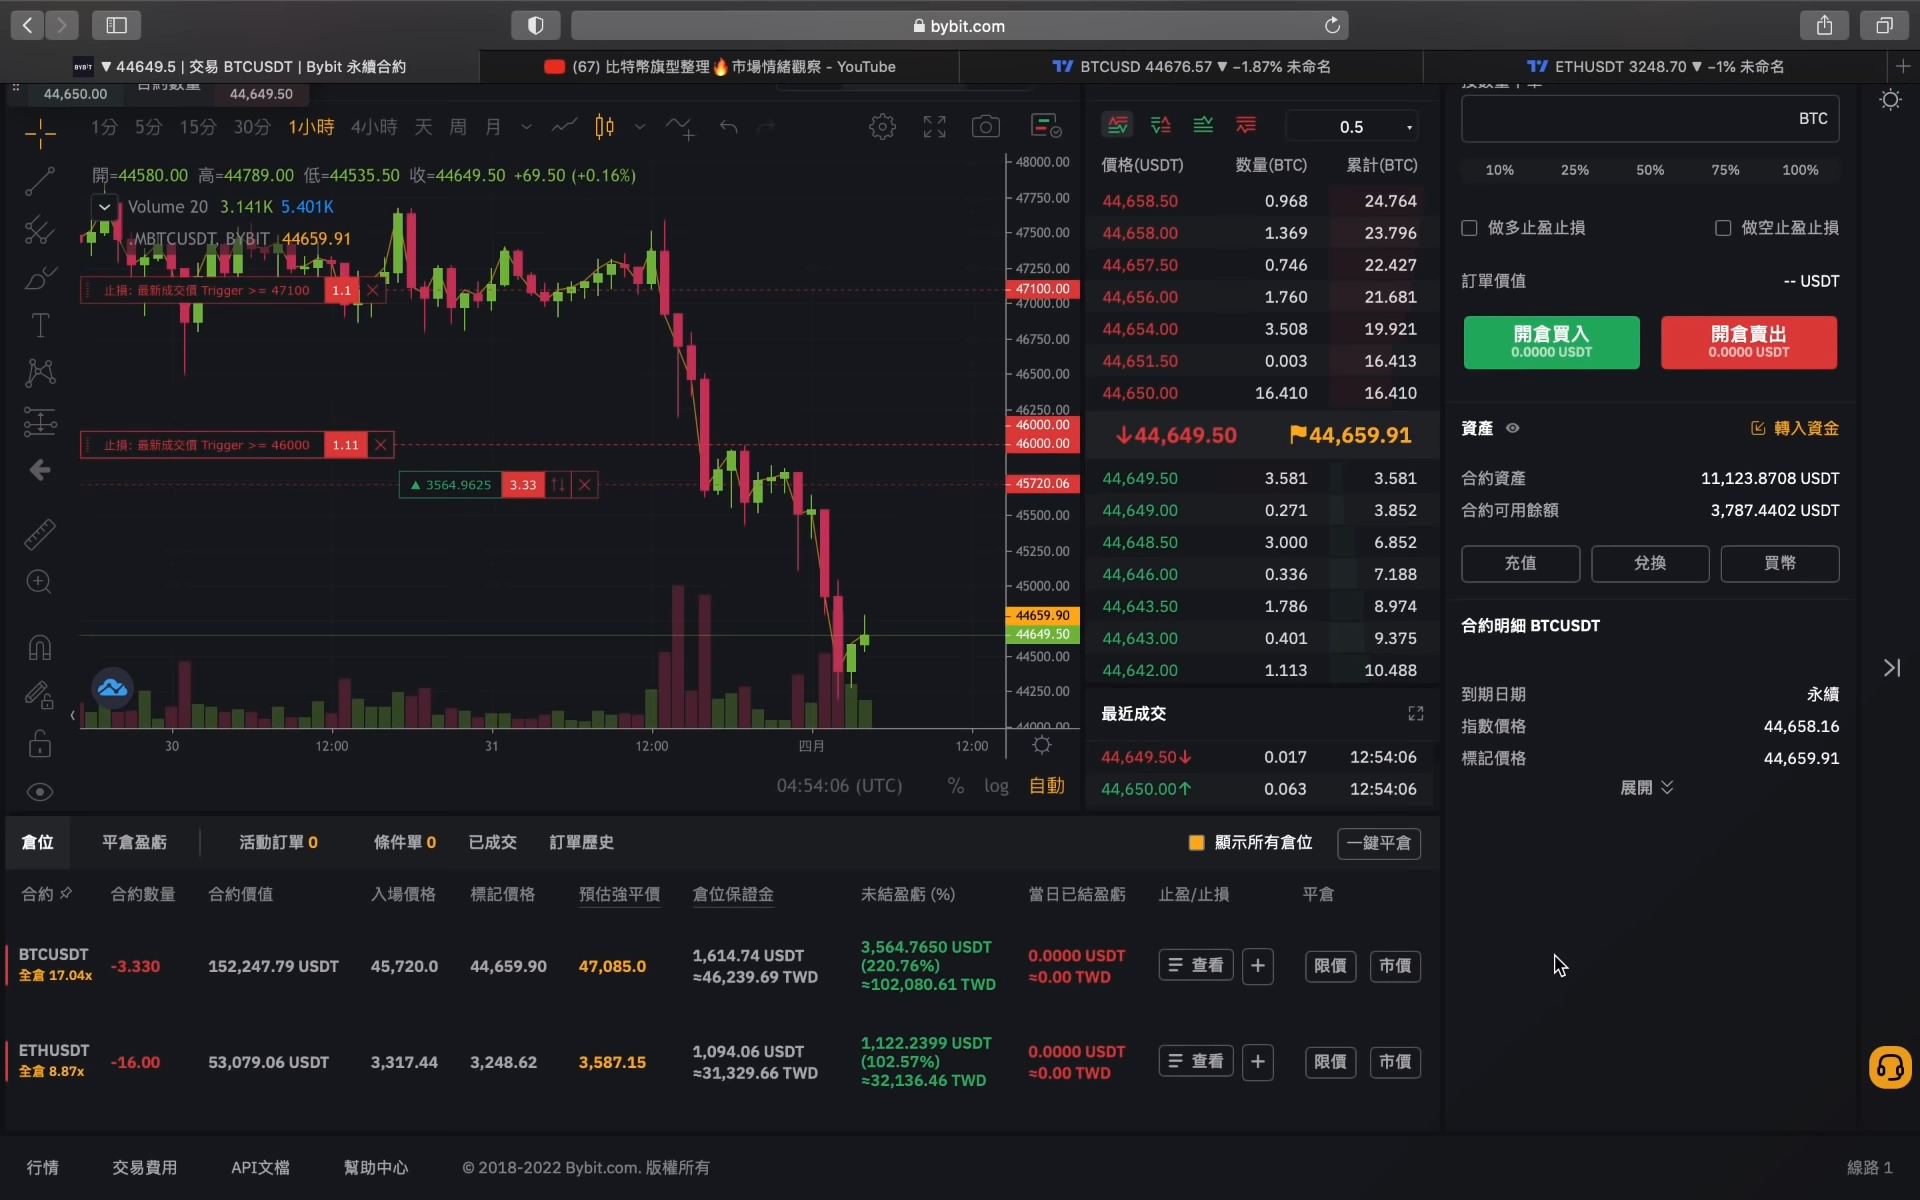 bybit.com
BYBIT ▼ 44649.5 | 交易 BTCUSDT | Bybit 永續合約
(67) 比特幣旗型整理🔥市場情緒觀察 - YouTube
BTCUSD 44676.57 ▼ −1.87% 未命名
ETHUSDT 3248.70 ▼ −1% 未命名
44,650.00
44,649.50
1分 5分 15分 30分 1小時 4小時 天 周 月
開=44580.00 高=44789.00 低=44535.50 收=44649.50 +69.50 (+0.16%)
Volume 20 3.141K 5.401K
.MBTCUSDT, BYBIT 44659.91
止損: 最新成交價 Trigger >= 47100 1.1
止損: 最新成交價 Trigger >= 46000 1.11
▲ 3564.9625 3.33
48000.00
47750.00
47500.00
47250.00
47100.00
47000.00
46750.00
46500.00
46250.00
46000.00
46000.00
45720.06
45500.00
45250.00
45000.00
44659.90
44649.50
44500.00
44250.00
44000.00
30 12:00 31 12:00 四月 12:00
04:54:06 (UTC) % log 自動
0.5
價格(USDT) 数量(BTC) 累計(BTC)
44,658.50 0.968 24.764
44,658.00 1.369 23.796
44,657.50 0.746 22.427
44,656.00 1.760 21.681
44,654.00 3.508 19.921
44,651.50 0.003 16.413
44,650.00 16.410 16.410
↓44,649.50 44,659.91
44,649.50 3.581 3.581
44,649.00 0.271 3.852
44,648.50 3.000 6.852
44,646.00 0.336 7.188
44,643.50 1.786 8.974
44,643.00 0.401 9.375
44,642.00 1.113 10.488
最近成交
44,649.50↓ 0.017 12:54:06
44,650.00↑ 0.063 12:54:06
BTC
10% 25% 50% 75% 100%
做多止盈止損 做空止盈止損
訂單價值 -- USDT
開倉買入 開倉賣出
0.0000 USDT 0.0000 USDT
資產 轉入資金
合約資產 11,123.8708 USDT
合約可用餘額 3,787.4402 USDT
充值 兌換 買幣
合約明細 BTCUSDT
到期日期 永續
指數價格 44,658.16
標記價格 44,659.91
展開
倉位 平倉盈虧 活動訂單 0 條件單 0 已成交 訂單歷史 顯示所有倉位 一鍵平倉
合約 合約數量 合約價值 入場價格 標記價格 預估強平價 倉位保證金 未結盈虧 (%) 當日已結盈虧 止盈/止損 平倉
BTCUSDT
全倉 17.04x
-3.330 152,247.79 USDT 45,720.0 44,659.90 47,085.0
1,614.74 USDT
≈46,239.69 TWD
3,564.7650 USDT
(220.76%)
≈102,080.61 TWD
0.0000 USDT
≈0.00 TWD
查看 + 限價 市價
ETHUSDT
全倉 8.87x
-16.00 53,079.06 USDT 3,317.44 3,248.62 3,587.15
1,094.06 USDT
≈31,329.66 TWD
1,122.2399 USDT
(102.57%)
≈32,136.46 TWD
0.0000 USDT
≈0.00 TWD
查看 + 限價 市價
行情 交易費用 API文檔 幫助中心 © 2018-2022 Bybit.com. 版權所有 線路 1